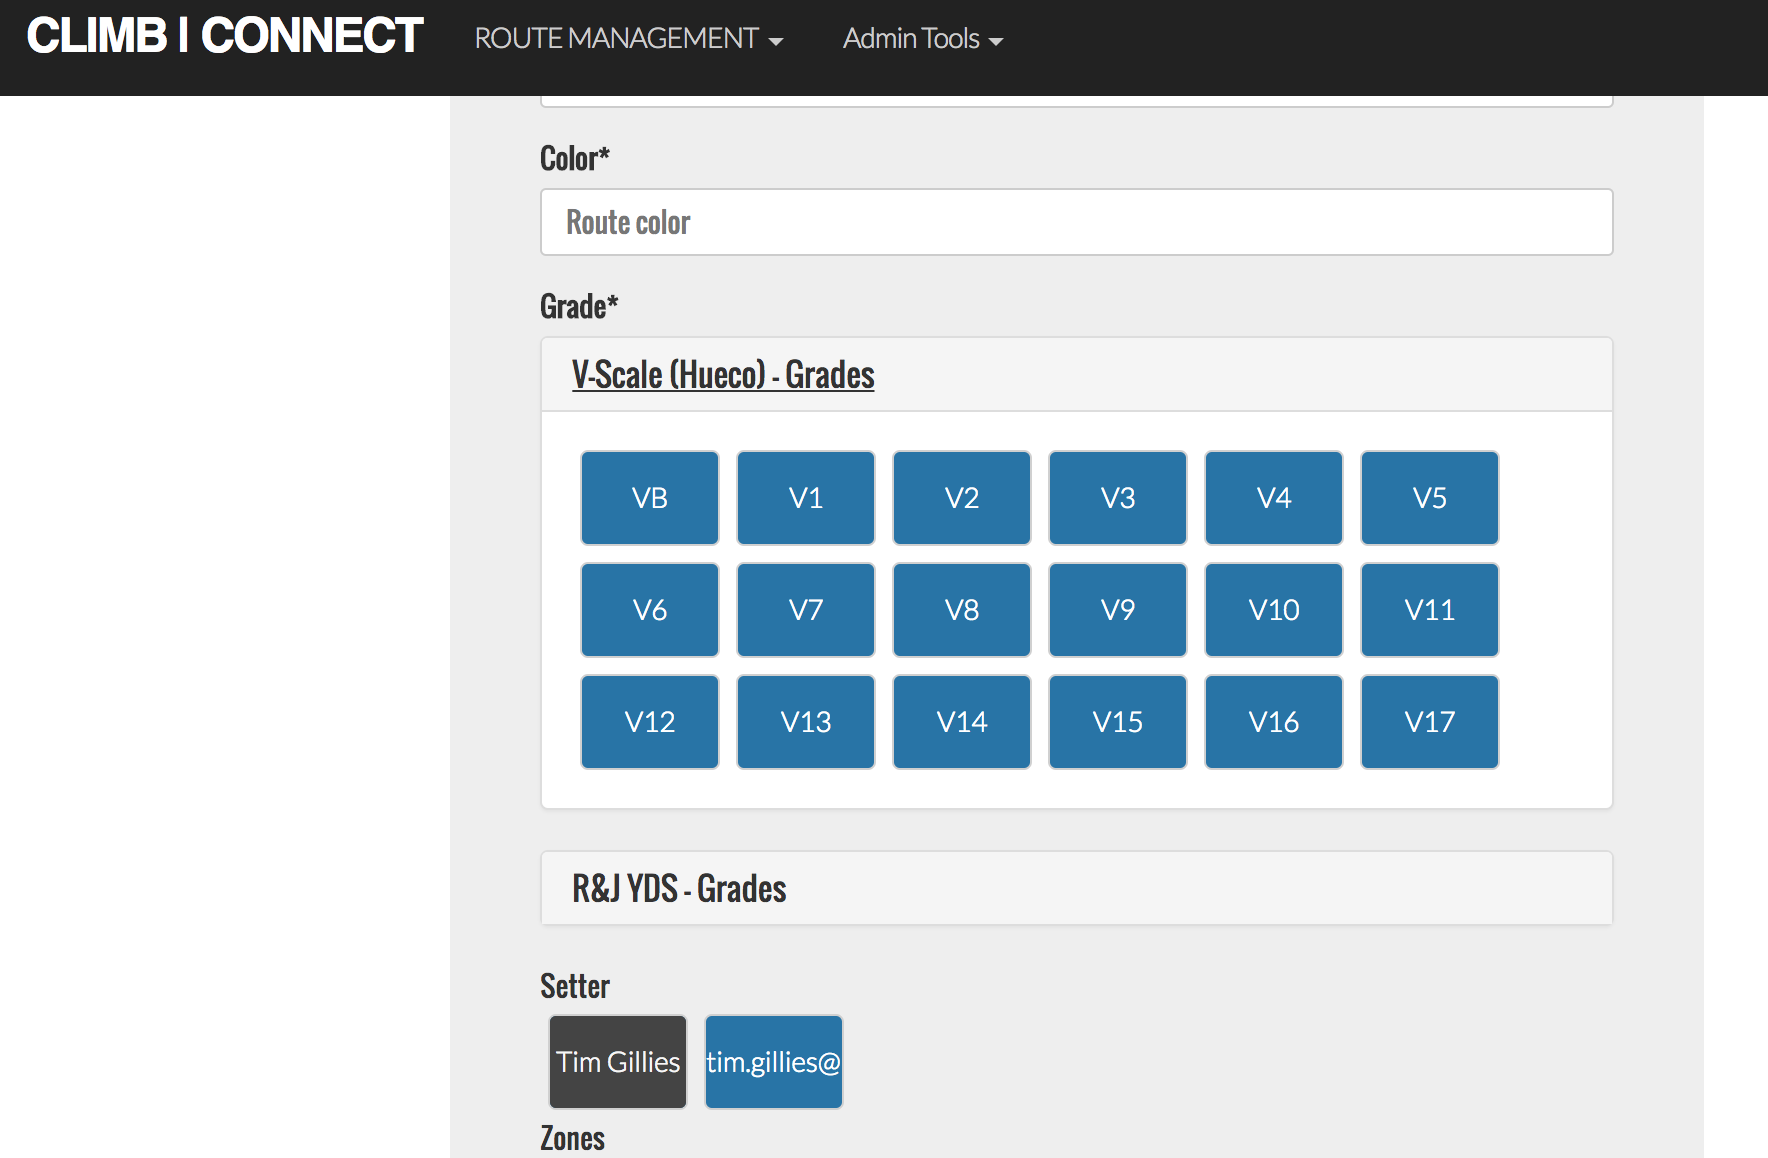 CLIMB | CONNECT ROUTE MANAGEMENT Admin Tools
Color*
Route color
Grade*
V-Scale (Hueco) - Grades
VB V1 V2 V3 V4 V5
V6 V7 V8 V9 V10 V11
V12 V13 V14 V15 V16 V17
R&J YDS - Grades
Setter
Tim Gillies tim.gillies@
Zones